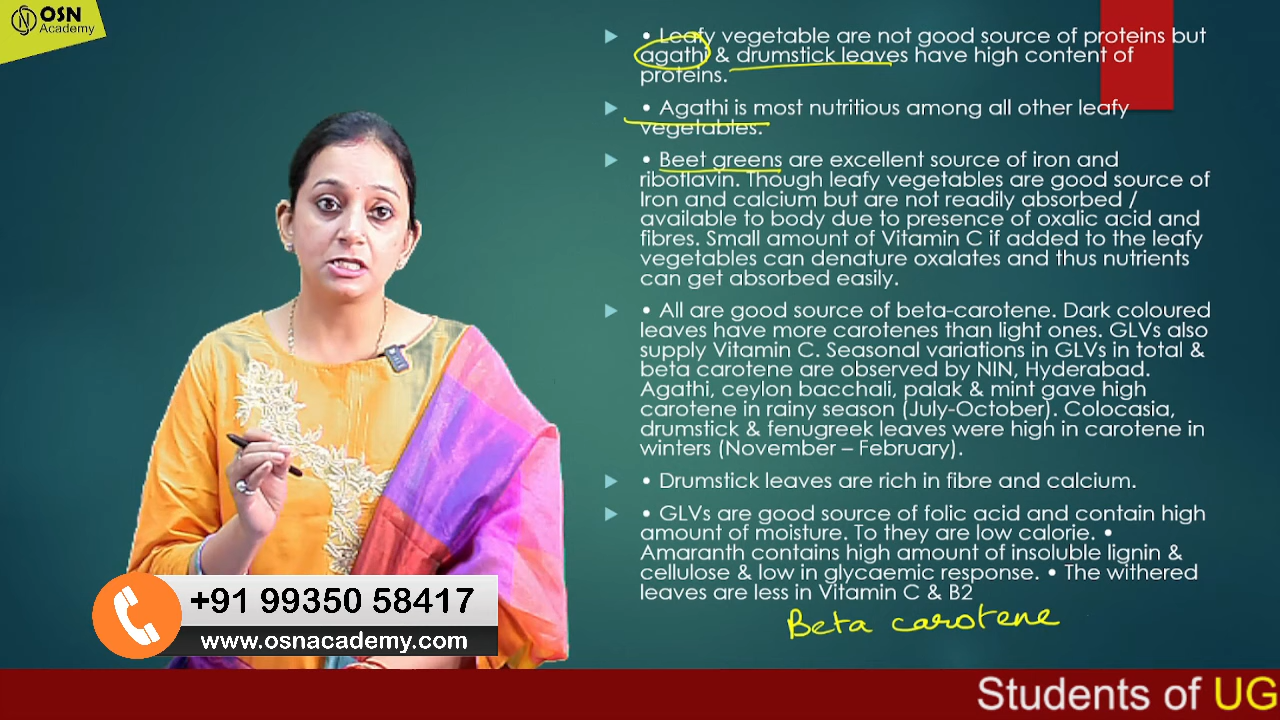 OSN
Academy
• Leafy vegetable are not good source of proteins but
agathi & drumstick leaves have high content of
proteins.
• Agathi is most nutritious among all other leafy
vegetables.
• Beet greens are excellent source of iron and
riboflavin. Though leafy vegetables are good source of
Iron and calcium but are not readily absorbed /
available to body due to presence of oxalic acid and
fibres. Small amount of Vitamin C if added to the leafy
vegetables can denature oxalates and thus nutrients
can get absorbed easily.
• All are good source of beta-carotene. Dark coloured
leaves have more carotenes than light ones. GLVs also
supply Vitamin C. Seasonal variations in GLVs in total &
beta carotene are observed by NIN, Hyderabad.
Agathi, ceylon bacchali, palak & mint gave high
carotene in rainy season (July-October). Colocasia,
drumstick & fenugreek leaves were high in carotene in
winters (November – February).
• Drumstick leaves are rich in fibre and calcium.
• GLVs are good source of folic acid and contain high
amount of moisture. To they are low calorie. •
Amaranth contains high amount of insoluble lignin &
cellulose & low in glycaemic response. • The withered
leaves are less in Vitamin C & B2
Beta carotene
+91 99350 58417
www.osnacademy.com
Students of UG